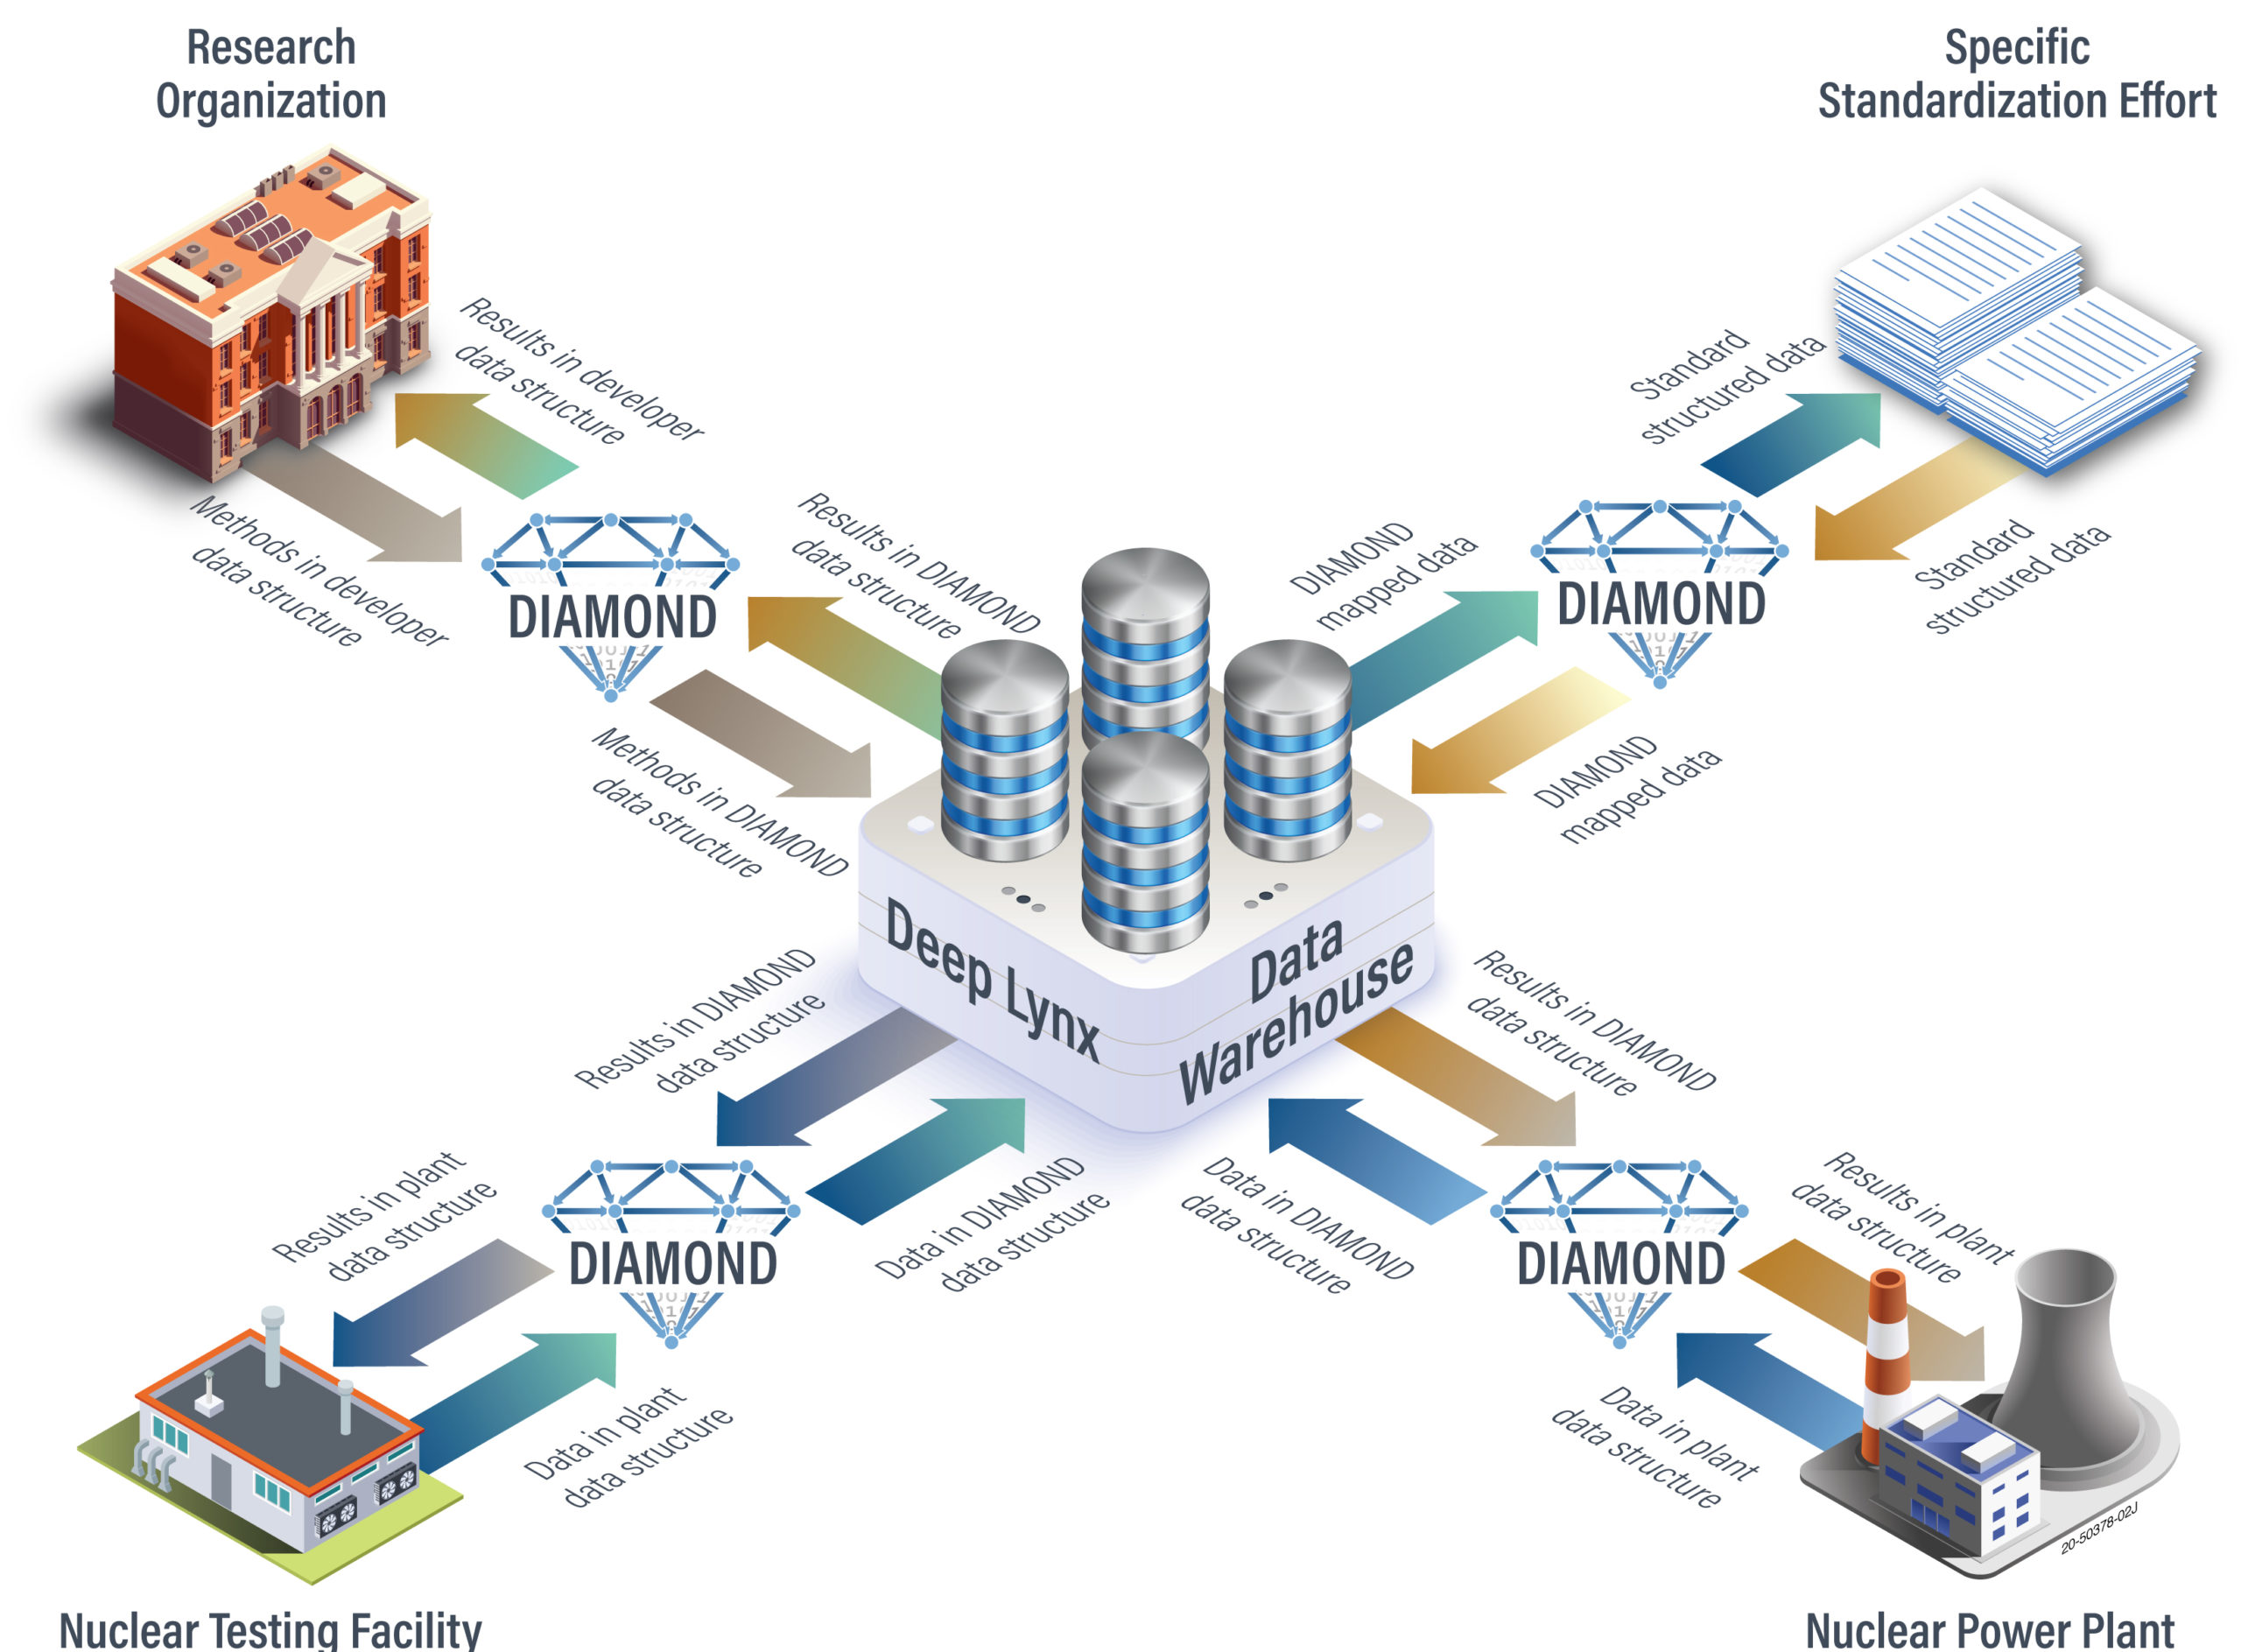 Research
Organization
Specific
Standardization Effort
Results in developer
data structure
Methods in developer
data structure
DIAMOND
Results in DIAMOND
data structure
Methods in DIAMOND
data structure
Standard
structured data
Standard
structured data
DIAMOND
DIAMOND
mapped data
DIAMOND
mapped data
Deep Lynx
Data
Warehouse
Results in DIAMOND
data structure
Data in DIAMOND
data structure
DIAMOND
Results in plant
data structure
Data in plant
data structure
Results in DIAMOND
data structure
Data in DIAMOND
data structure
DIAMOND
Results in plant
data structure
Data in plant
data structure
20-50378-02J
Nuclear Testing Facility
Nuclear Power Plant